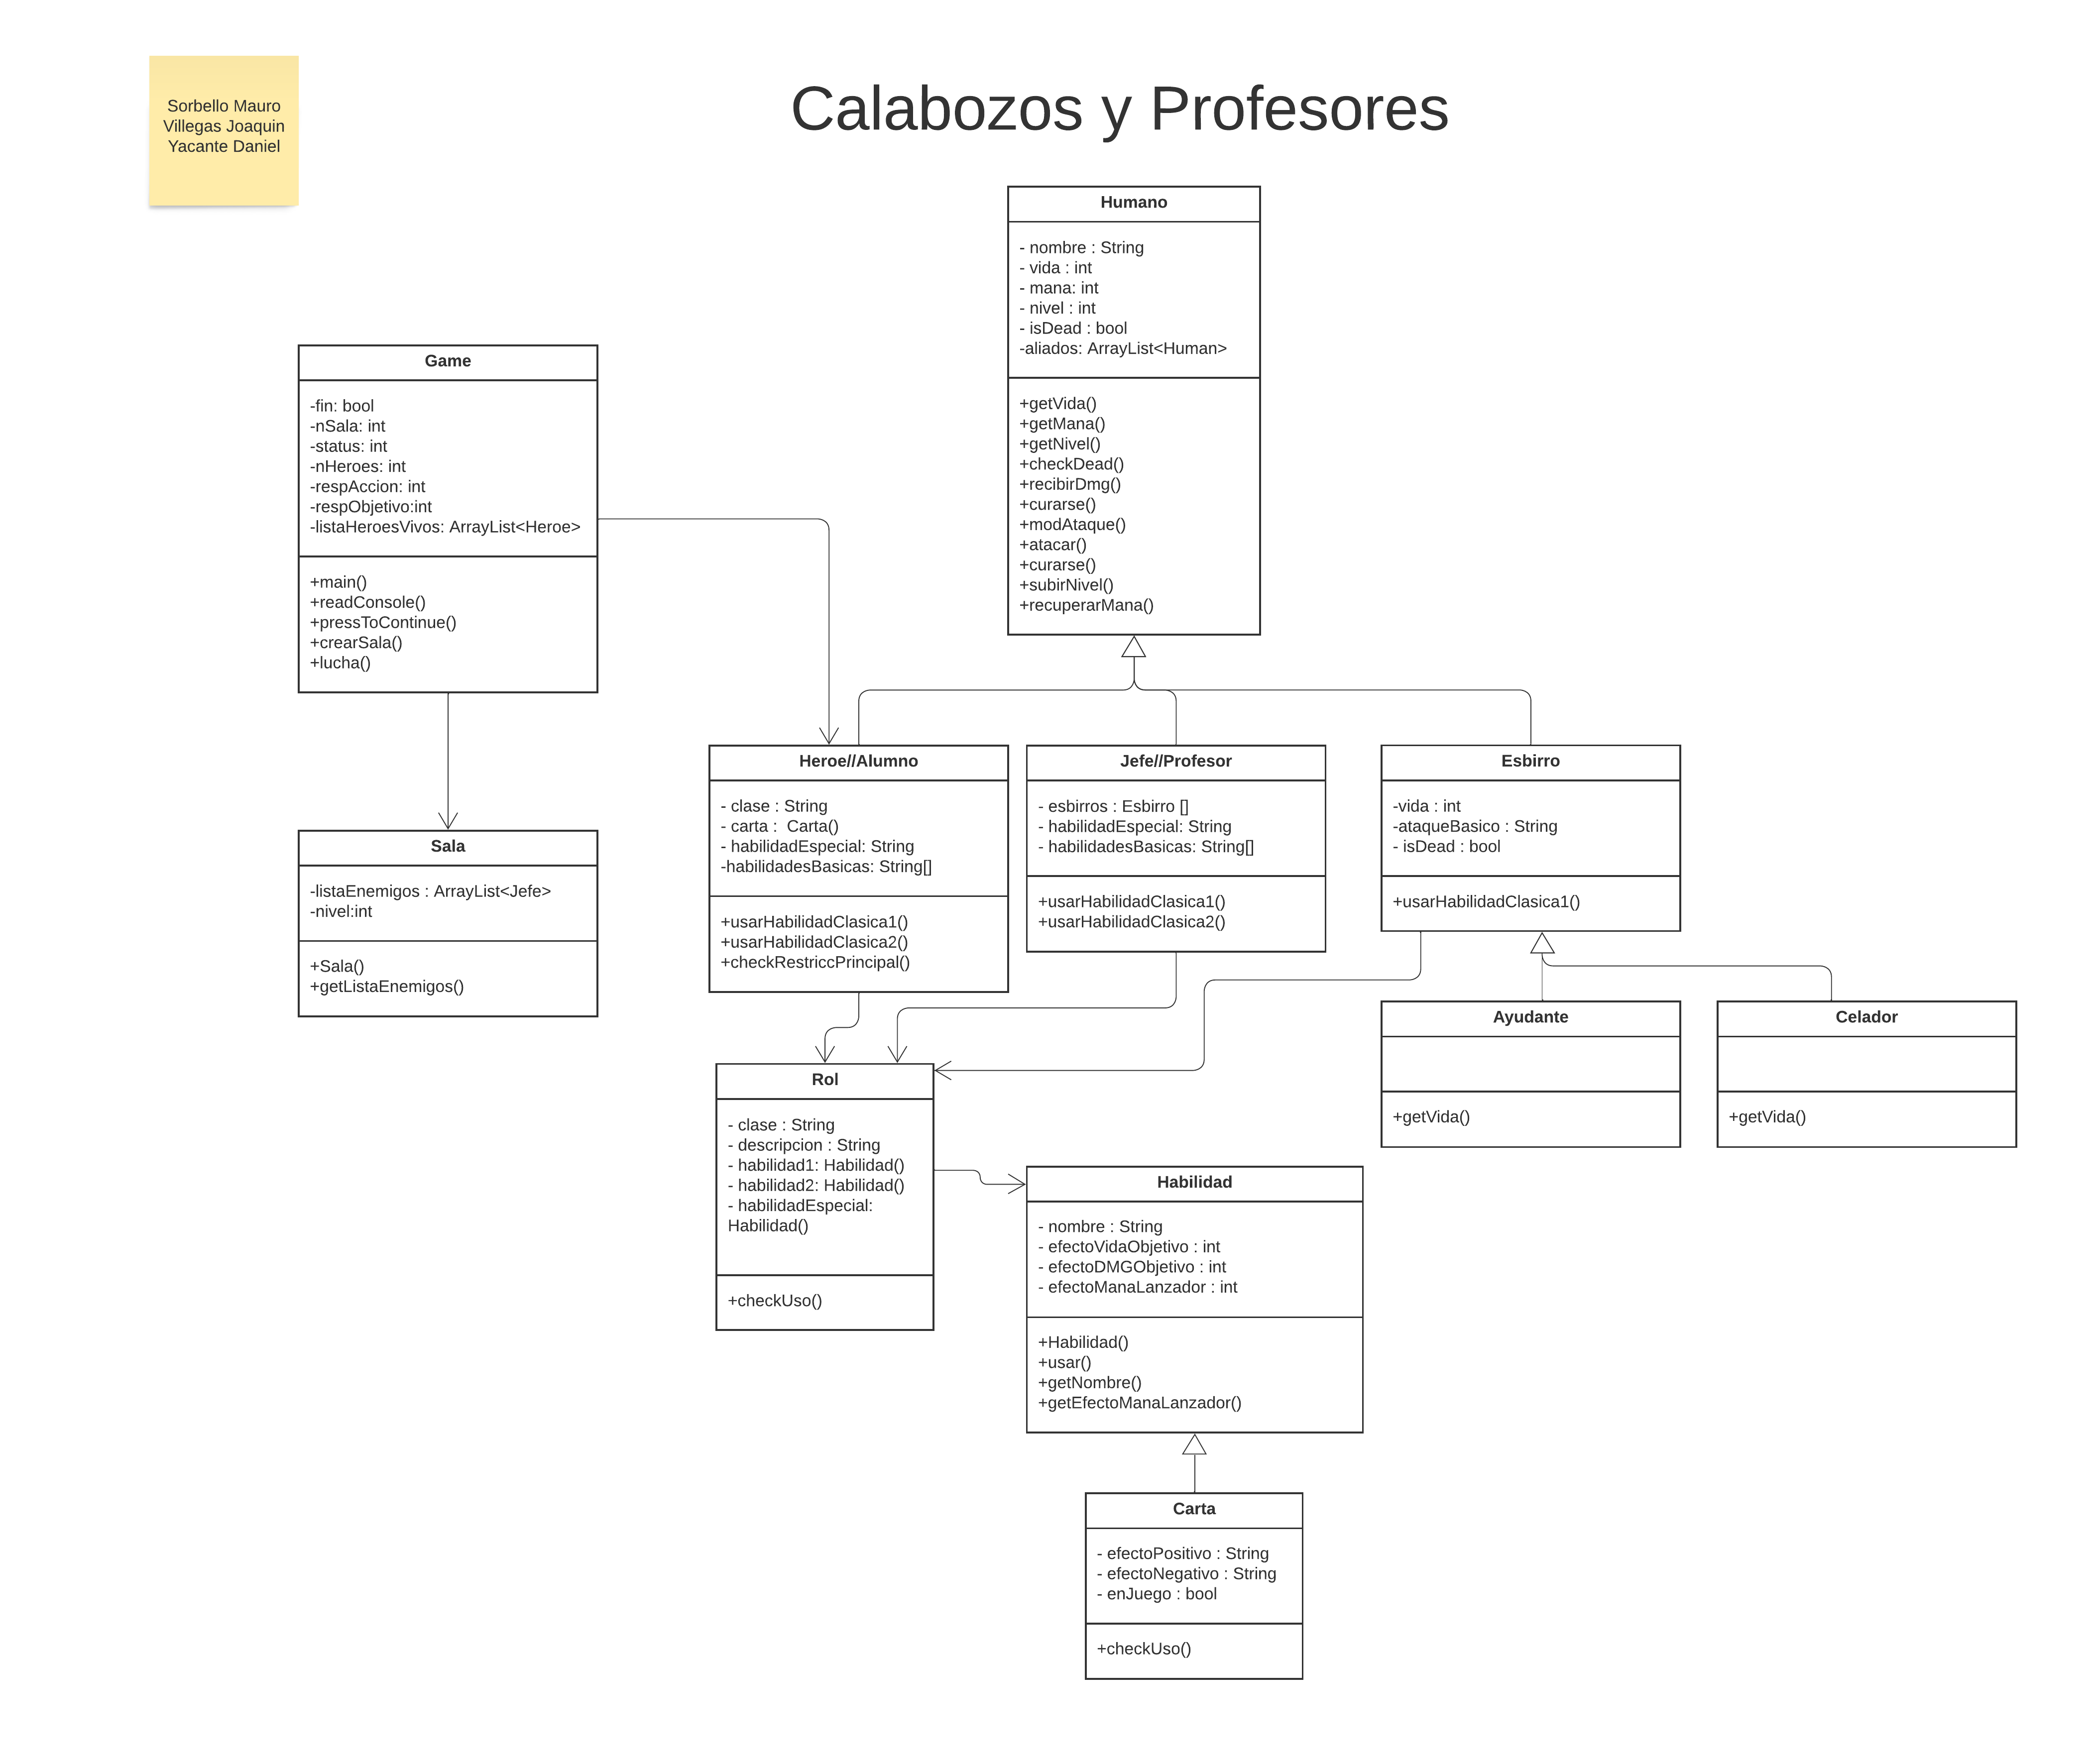 Sorbello Mauro
Villegas Joaquin
Yacante Daniel
Calabozos y Profesores
Humano
- nombre : String
- vida : int
- mana: int
- nivel : int
- isDead : bool
-aliados: ArrayList<Human>
+getVida()
+getMana()
+getNivel()
+checkDead()
+recibirDmg()
+curarse()
+modAtaque()
+atacar()
+curarse()
+subirNivel()
+recuperarMana()
Game
-fin: bool
-nSala: int
-status: int
-nHeroes: int
-respAccion: int
-respObjetivo:int
-listaHeroesVivos: ArrayList<Heroe>
+main()
+readConsole()
+pressToContinue()
+crearSala()
+lucha()
Sala
-listaEnemigos : ArrayList<Jefe>
-nivel:int
+Sala()
+getListaEnemigos()
Heroe//Alumno
- clase : String
- carta :  Carta()
- habilidadEspecial: String
-habilidadesBasicas: String[]
+usarHabilidadClasica1()
+usarHabilidadClasica2()
+checkRestriccPrincipal()
Jefe//Profesor
- esbirros : Esbirro []
- habilidadEspecial: String
- habilidadesBasicas: String[]
+usarHabilidadClasica1()
+usarHabilidadClasica2()
Esbirro
-vida : int
-ataqueBasico : String
- isDead : bool
+usarHabilidadClasica1()
Ayudante
+getVida()
Celador
+getVida()
Rol
- clase : String
- descripcion : String
- habilidad1: Habilidad()
- habilidad2: Habilidad()
- habilidadEspecial:
Habilidad()
+checkUso()
Habilidad
- nombre : String
- efectoVidaObjetivo : int
- efectoDMGObjetivo : int
- efectoManaLanzador : int
+Habilidad()
+usar()
+getNombre()
+getEfectoManaLanzador()
Carta
- efectoPositivo : String
- efectoNegativo : String
- enJuego : bool
+checkUso()